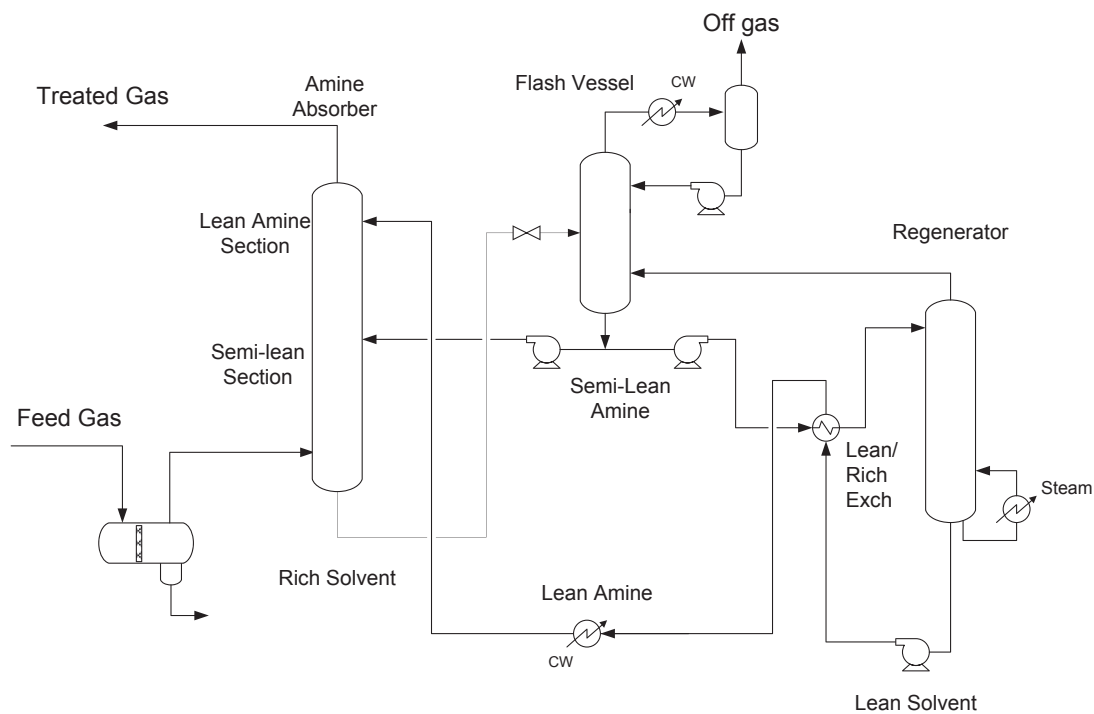 Off gas
Flash Vessel
CW
Treated Gas
Amine
Absorber
Lean Amine
Section
Regenerator
Semi-lean
Section
Semi-Lean
Amine
Feed Gas
Lean/
Rich
Exch
Steam
Rich Solvent
Lean Amine
CW
Lean Solvent